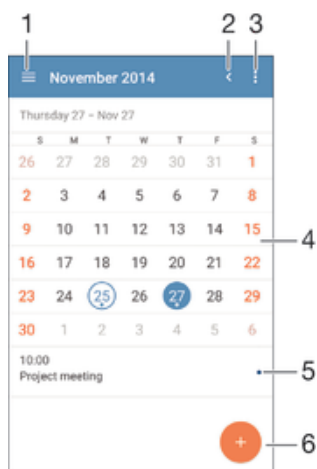 1 2 3
November 2014
Thursday 27 – Nov 27
S M T W T F S
26 27 28 29 30 31 1
2 3 4 5 6 7 8
9 10 11 12 13 14 15
4
16 17 18 19 20 21 22
23 24 25 26 27 28 29
30 1 2 3 4 5 6
10:00
5
Project meeting
+ 6